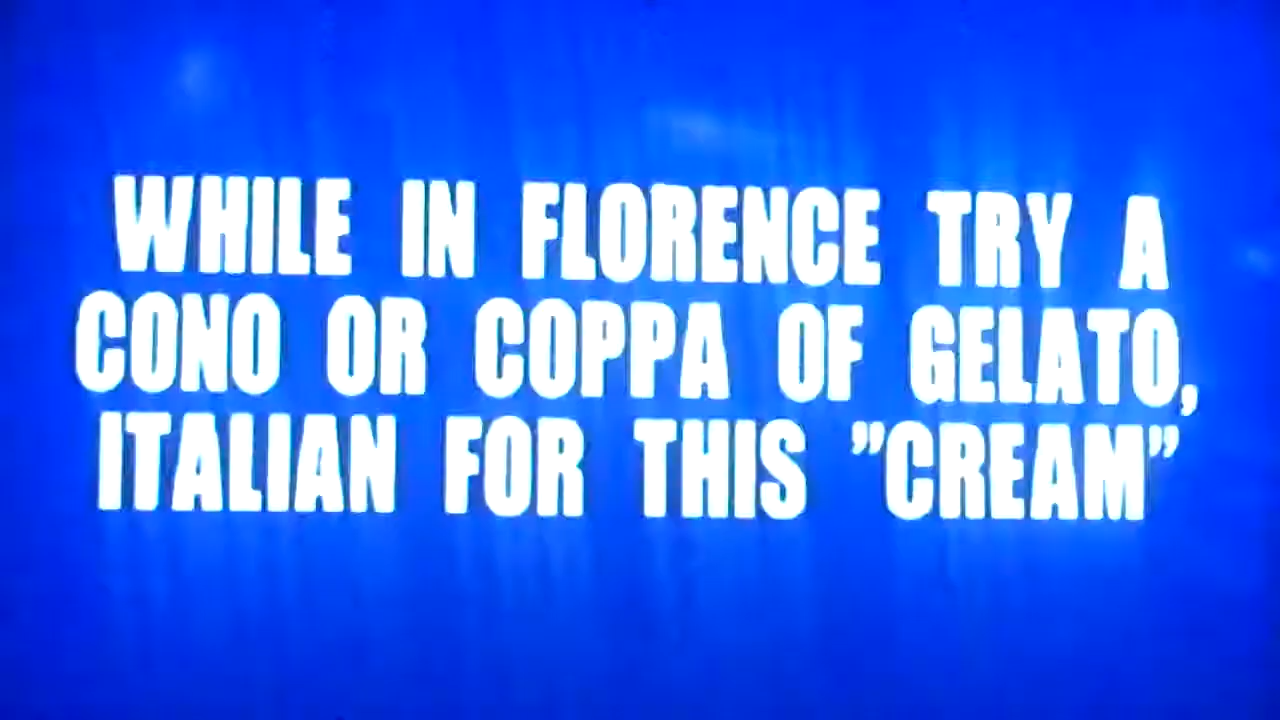 WHILE IN FLORENCE TRY A
CONO OR COPPA OF GELATO,
ITALIAN FOR THIS "CREAM"